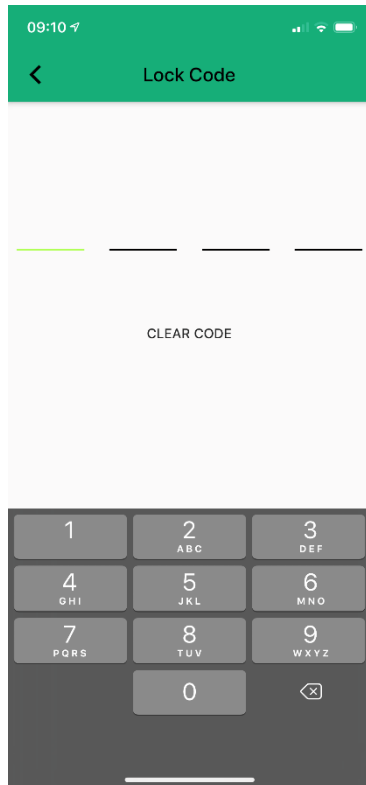 09:10
Lock Code
CLEAR CODE
1 2 3
ABC DEF
4 5 6
GHI JKL MNO
7 8 9
PQRS TUV WXYZ
0